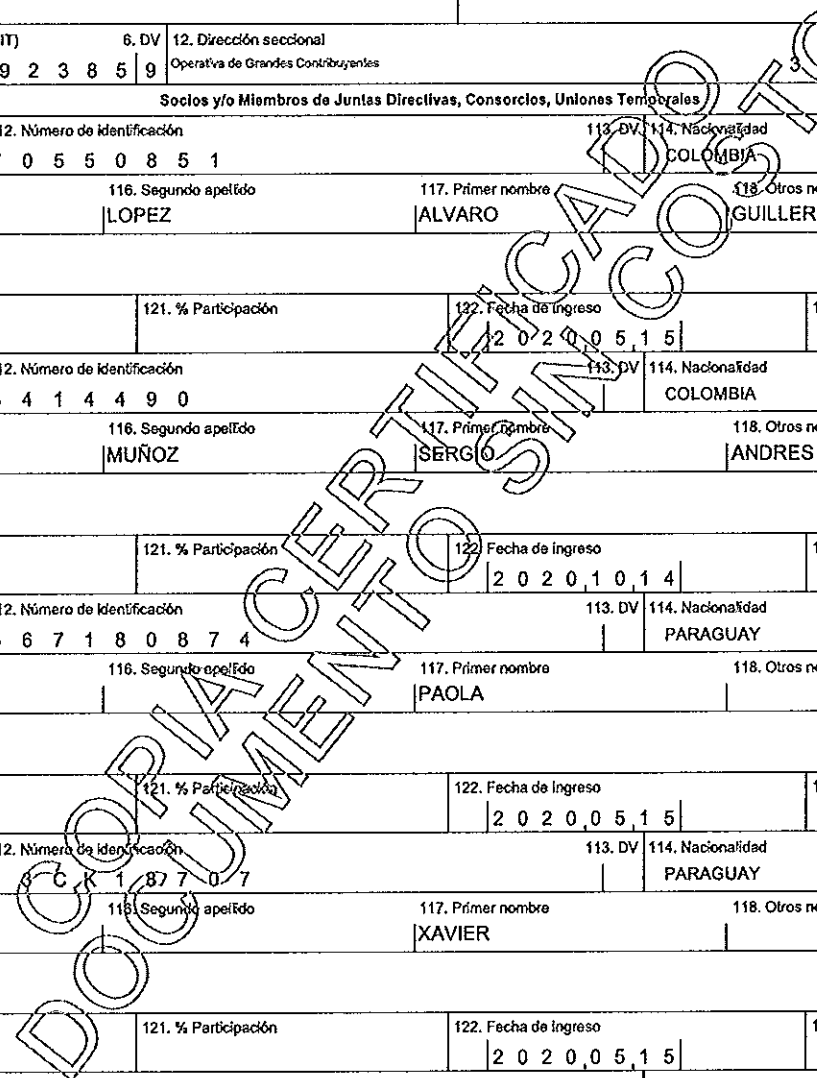 IT) 6. DV 12. Dirección seccional
9 2 3 8 5 9 Operativa de Grandes Contribuyentes 3
Socios y/o Miembros de Juntas Directivas, Consorcios, Uniones Temporales
12. Número de identificación 113. DV 114. Nacionalidad
7 0 5 5 0 8 5 1 COLOMBIA
116. Segundo apellido 117. Primer nombre 118. Otros
LOPEZ ALVARO GUILLER
121. % Participación 122. Fecha de ingreso 1
2 0 2 0 0 5 1 5
12. Número de identificación 113. DV 114. Nacionalidad
4 1 4 4 9 0 COLOMBIA
116. Segundo apellido 117. Primer nombre 118. Otros
MUÑOZ SERGIO ANDRES
121. % Participación 122. Fecha de ingreso 1
2 0 2 0 1 0 1 4
12. Número de identificación 113. DV 114. Nacionalidad
6 7 1 8 0 8 7 4 PARAGUAY
116. Segundo apellido 117. Primer nombre 118. Otros
PAOLA
121. % Participación 122. Fecha de ingreso 1
2 0 2 0 0 5 1 5
12. Número de identificación 113. DV 114. Nacionalidad
3 C K 1 8 7 7 0 7 PARAGUAY
116. Segundo apellido 117. Primer nombre 118. Otros
XAVIER
121. % Participación 122. Fecha de ingreso 1
2 0 2 0 0 5 1 5
COPIA CERTIFICADO
DOCUMENTO SIN COSTO